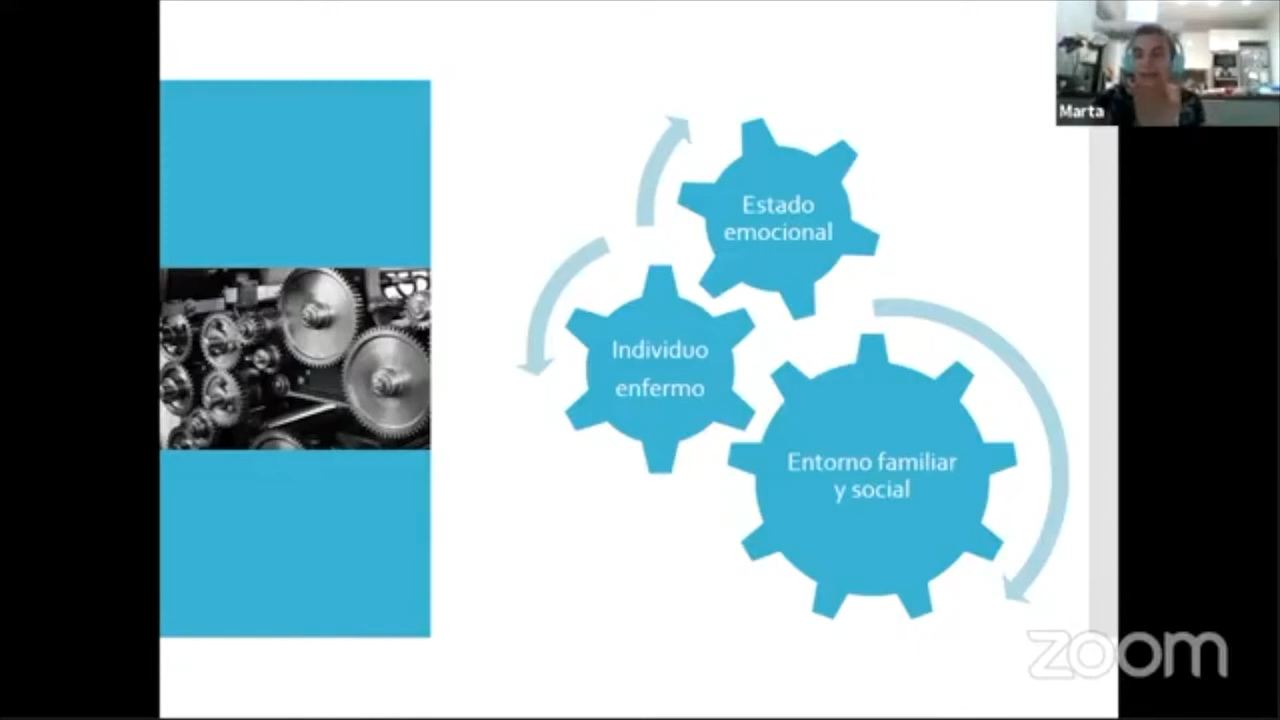 Marta
Estado
emocional
Individuo
enfermo
Entorno familiar
y social
zoom